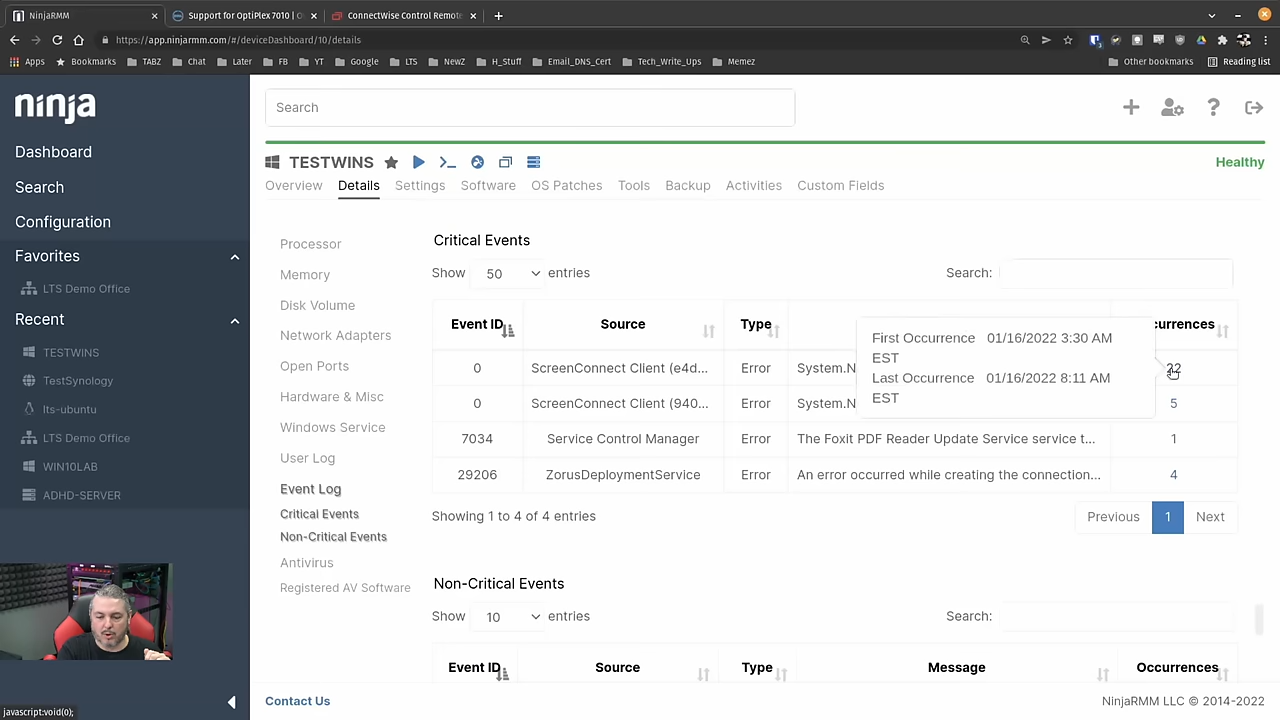 NinjaRMM
Support for OptiPlex 7010 | O
ConnectWise Control Remote
https://app.ninjarmm.com/#/deviceDashboard/10/details
Apps
Bookmarks
TABZ
Chat
Later
FB
YT
Google
LTS
NewZ
H_Stuff
Email_DNS_Cert
Tech_Write_Ups
Memez
Other bookmarks
Reading list
ninja
Search
Dashboard
Search
Configuration
Favorites
LTS Demo Office
Recent
TESTWINS
TestSynology
lts-ubuntu
LTS Demo Office
WIN10LAB
ADHD-SERVER
TESTWINS
Healthy
Overview
Details
Settings
Software
OS Patches
Tools
Backup
Activities
Custom Fields
Processor
Memory
Disk Volume
Network Adapters
Open Ports
Hardware & Misc
Windows Service
User Log
Event Log
Critical Events
Non-Critical Events
Antivirus
Registered AV Software
Critical Events
Show 50 entries
Search:
Event ID Source Type currences
First Occurrence 01/16/2022 3:30 AM
EST
Last Occurrence 01/16/2022 8:11 AM
EST
0 ScreenConnect Client (e4d... Error System.N 22
0 ScreenConnect Client (940... Error System.N 5
7034 Service Control Manager Error The Foxit PDF Reader Update Service service t... 1
29206 ZorusDeploymentService Error An error occurred while creating the connection... 4
Showing 1 to 4 of 4 entries
Previous 1 Next
Non-Critical Events
Show 10 entries
Search:
Event ID Source Type Message Occurrences
Contact Us
NinjaRMM LLC © 2014-2022
javascript:void(0);